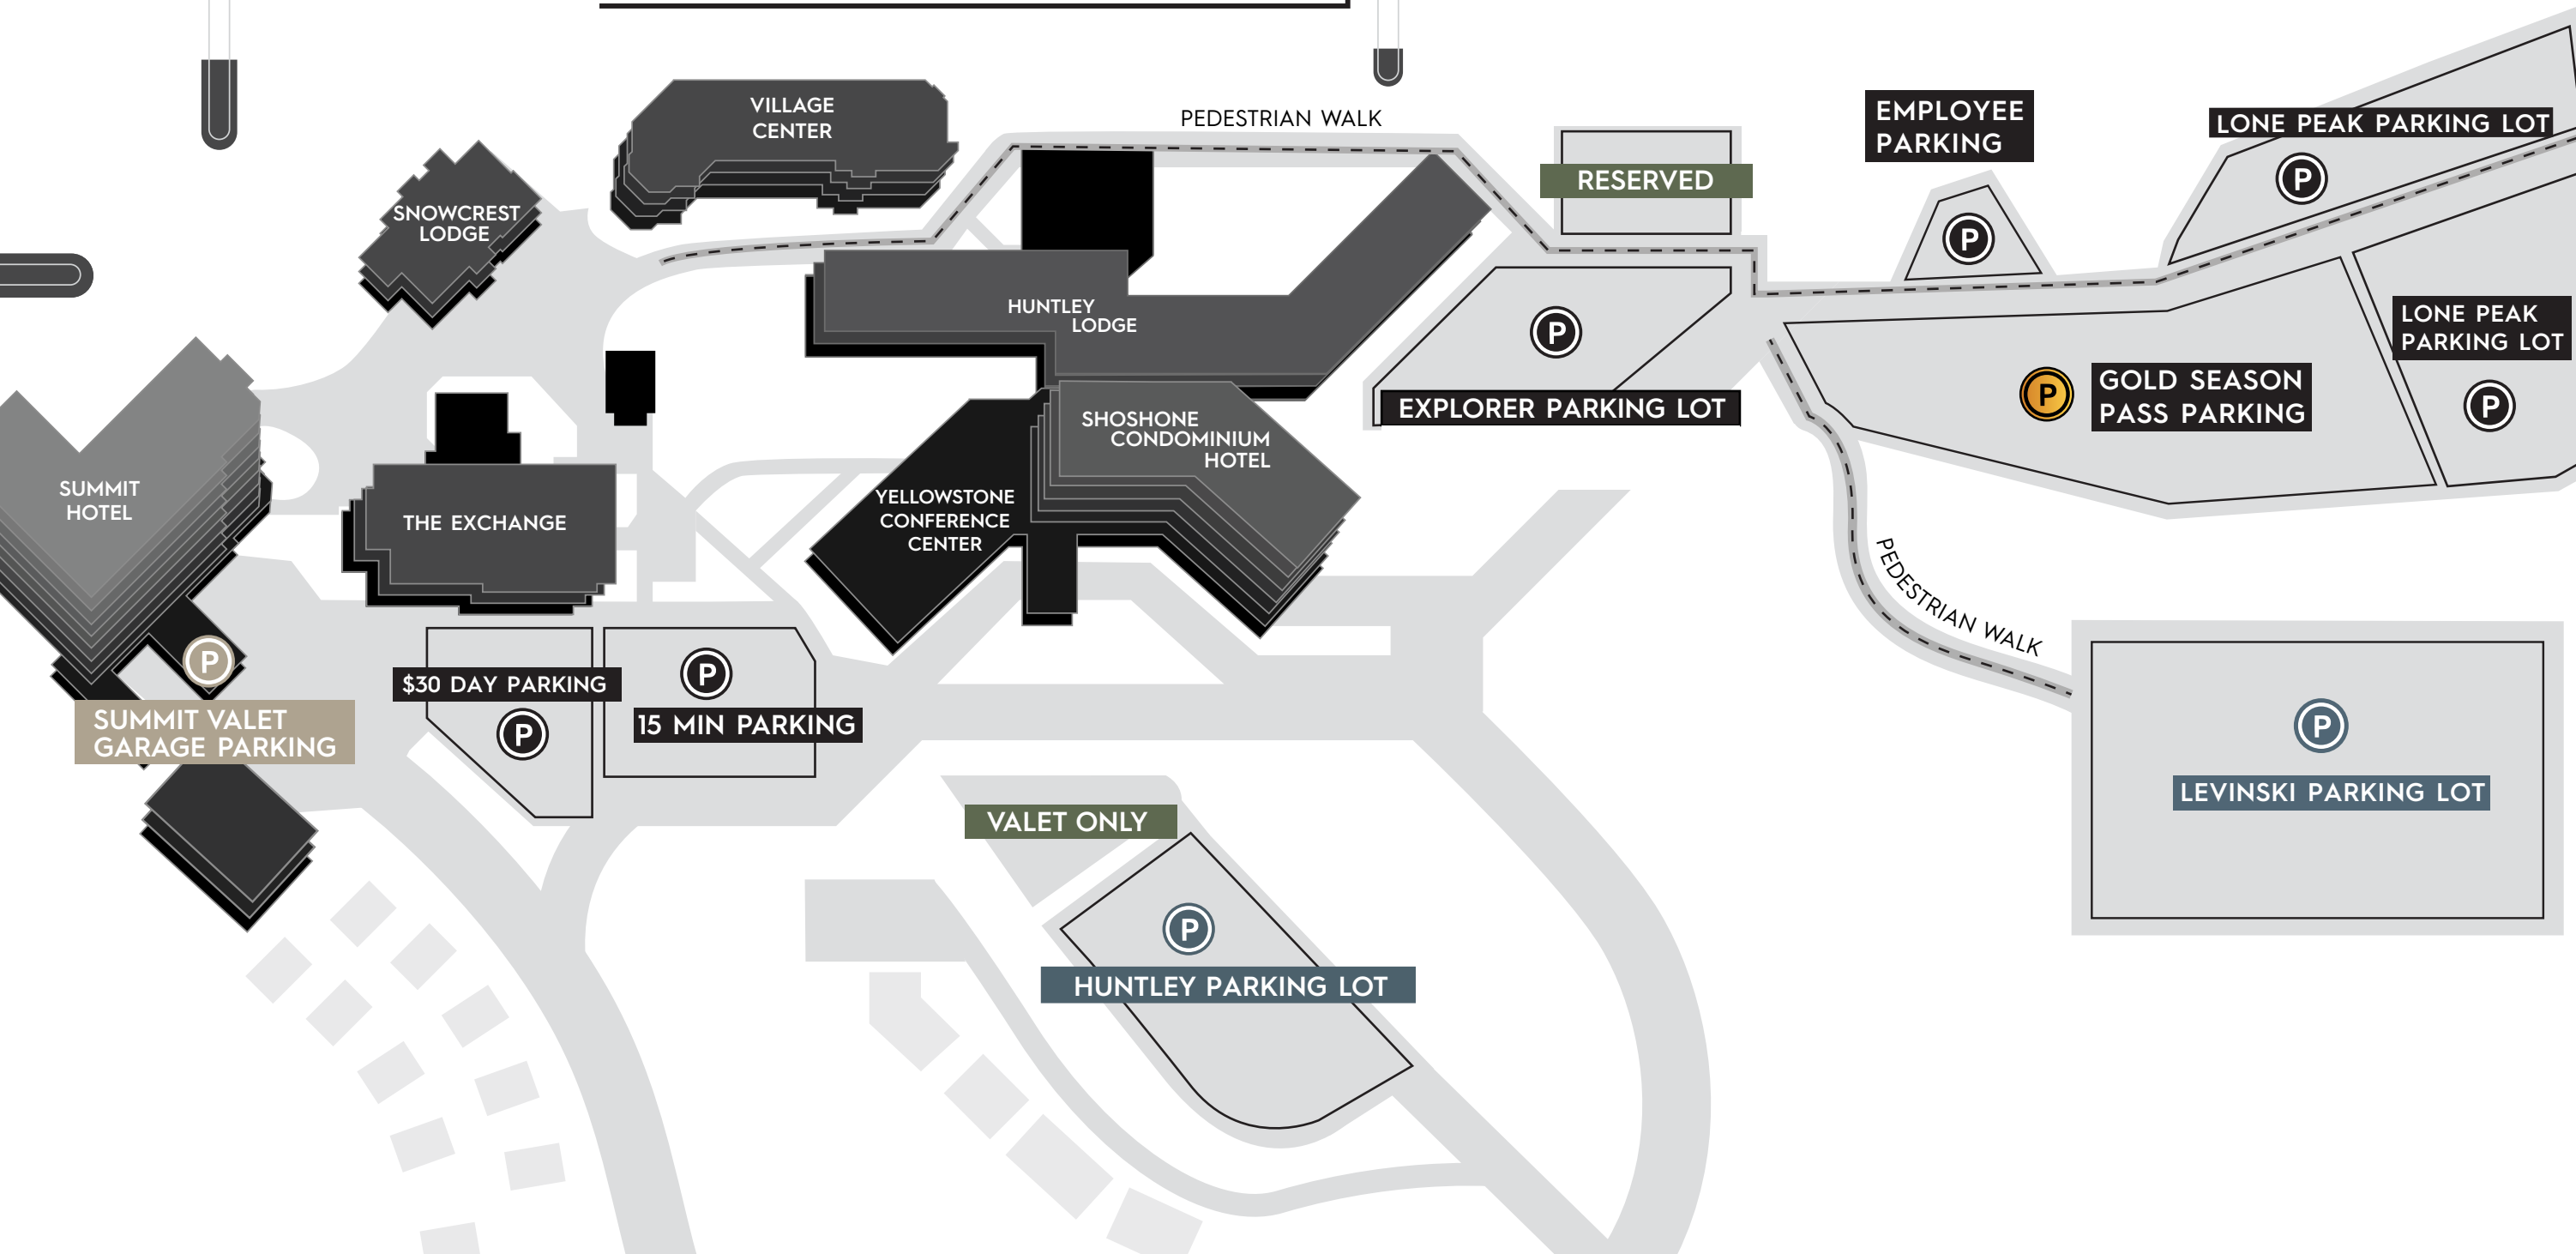 VILLAGE
CENTER
PEDESTRIAN WALK
EMPLOYEE
PARKING
LONE PEAK PARKING LOT
P
RESERVED
SNOWCREST
LODGE
P
HUNTLEY
LODGE
P
LONE PEAK
PARKING LOT
P
GOLD SEASON
PASS PARKING
P
EXPLORER PARKING LOT
SHOSHONE
CONDOMINIUM
HOTEL
SUMMIT
HOTEL
THE EXCHANGE
YELLOWSTONE
CONFERENCE
CENTER
PEDESTRIAN WALK
P
SUMMIT VALET
GARAGE PARKING
$30 DAY PARKING
P
P
15 MIN PARKING
P
LEVINSKI PARKING LOT
VALET ONLY
P
HUNTLEY PARKING LOT